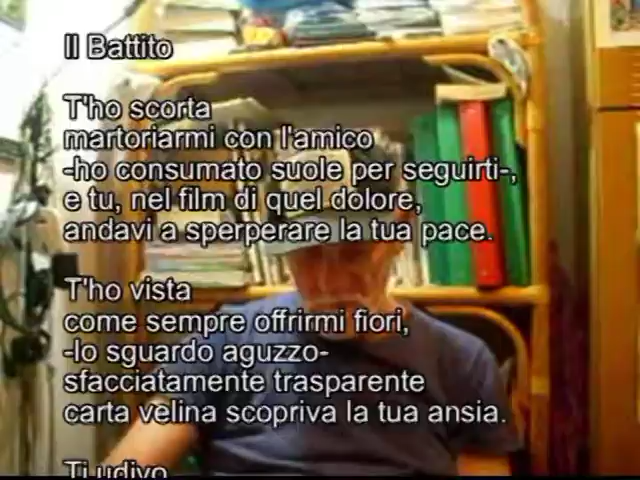 Il Battito
T'ho scorta
martoriarmi con l'amico
-ho consumato suole per seguirti-,
e tu, nel film di quel dolore,
andavi a sperperare la tua pace.
T'ho vista
come sempre offrirmi fiori,
-lo sguardo aguzzo-
sfacciatamente trasparente
carta velina scopriva la tua ansia.
Ti udivo